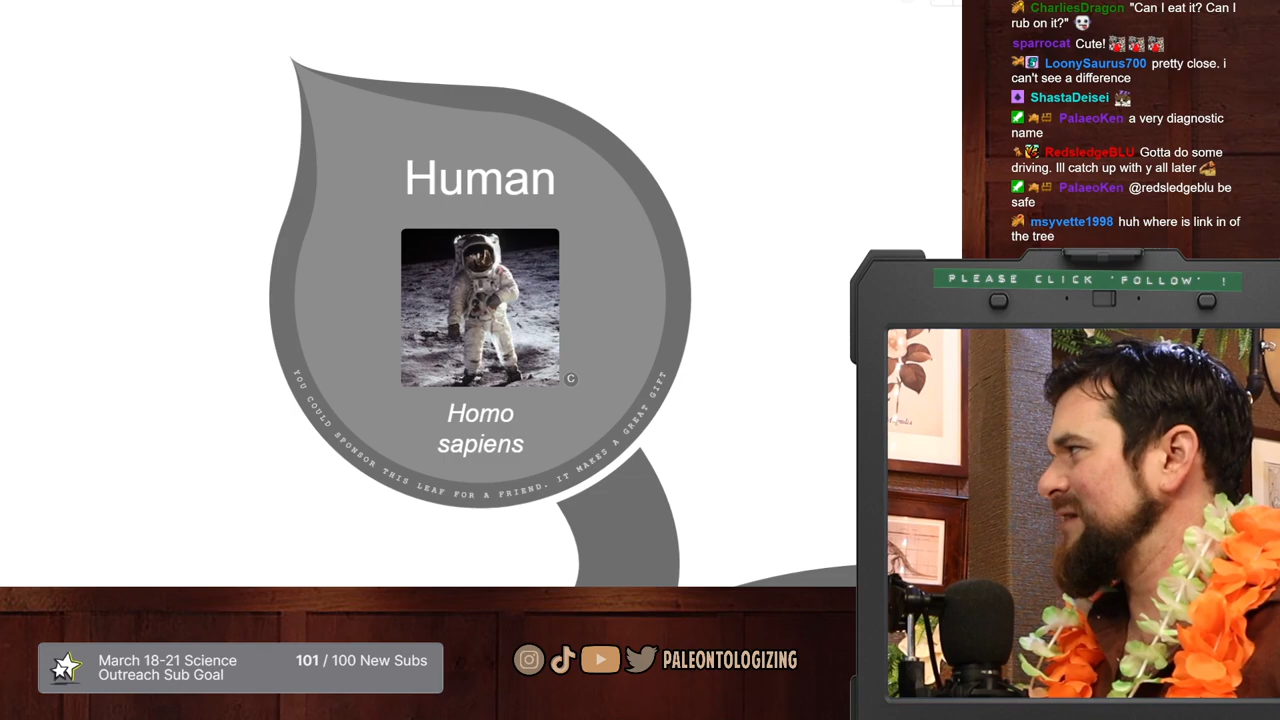 Human
Homo
sapiens
C
YOU COULD SPONSOR THIS LEAF FOR A FRIEND. IT MAKES A GREAT GIFT
CharliesDragon "Can I eat it? Can I
rub on it?"
sparrocat Cute!
LoonySaurus700 pretty close. i
can't see a difference
ShastaDeisei
PalaeoKen a very diagnostic
name
RedsledgeBLU Gotta do some
driving. Ill catch up with y all later
PalaeoKen @redsledgeblu be
safe
msyvette1998 huh where is link in of
the tree
PLEASE CLICK 'FOLLOW' !
March 18-21 Science
Outreach Sub Goal
101 / 100 New Subs
PALEONTOLOGIZING